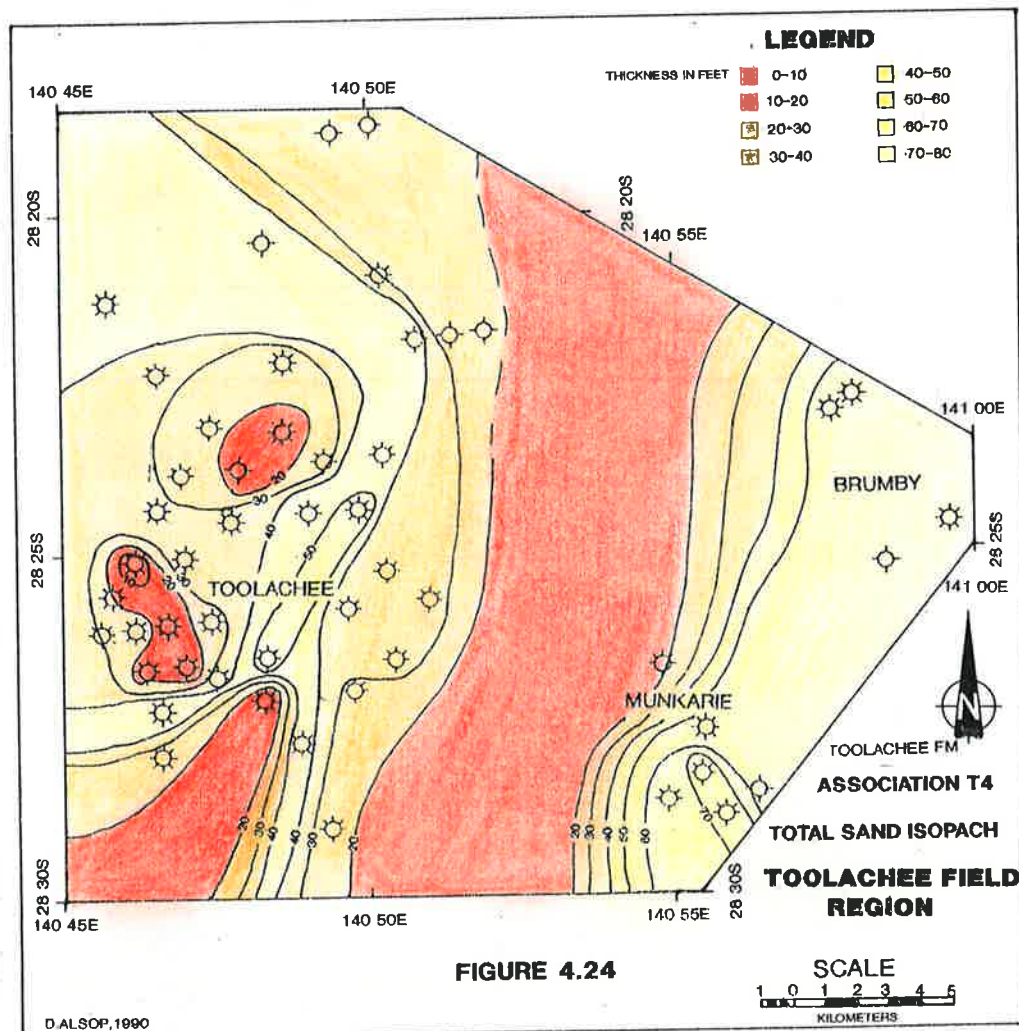 LEGEND
THICKNESS IN FEET
0-10
10-20
20-30
30-40
40-50
50-60
60-70
70-80
140 45E
140 50E
28 20S
28 20S
140 55E
141 00E
BRUMBY
28 25S
28 25S
141 00E
TOOLACHEE
20
30
40
50
10
MUNKARIE
N
TOOLACHEE FM
ASSOCIATION T4
TOTAL SAND ISOPACH
TOOLACHEE FIELD
REGION
20
30
40
30
20
20
30
40
50
60
70
28 30S
28 30S
140 45E
140 50E
140 55E
FIGURE 4.24
SCALE
1 0 1 2 3 4 5
KILOMETERS
D.ALSOP,1990